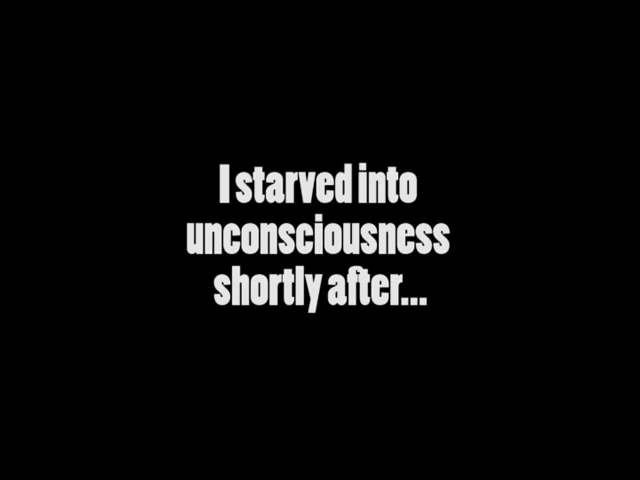 I starved into
unconsciousness
shortly after...